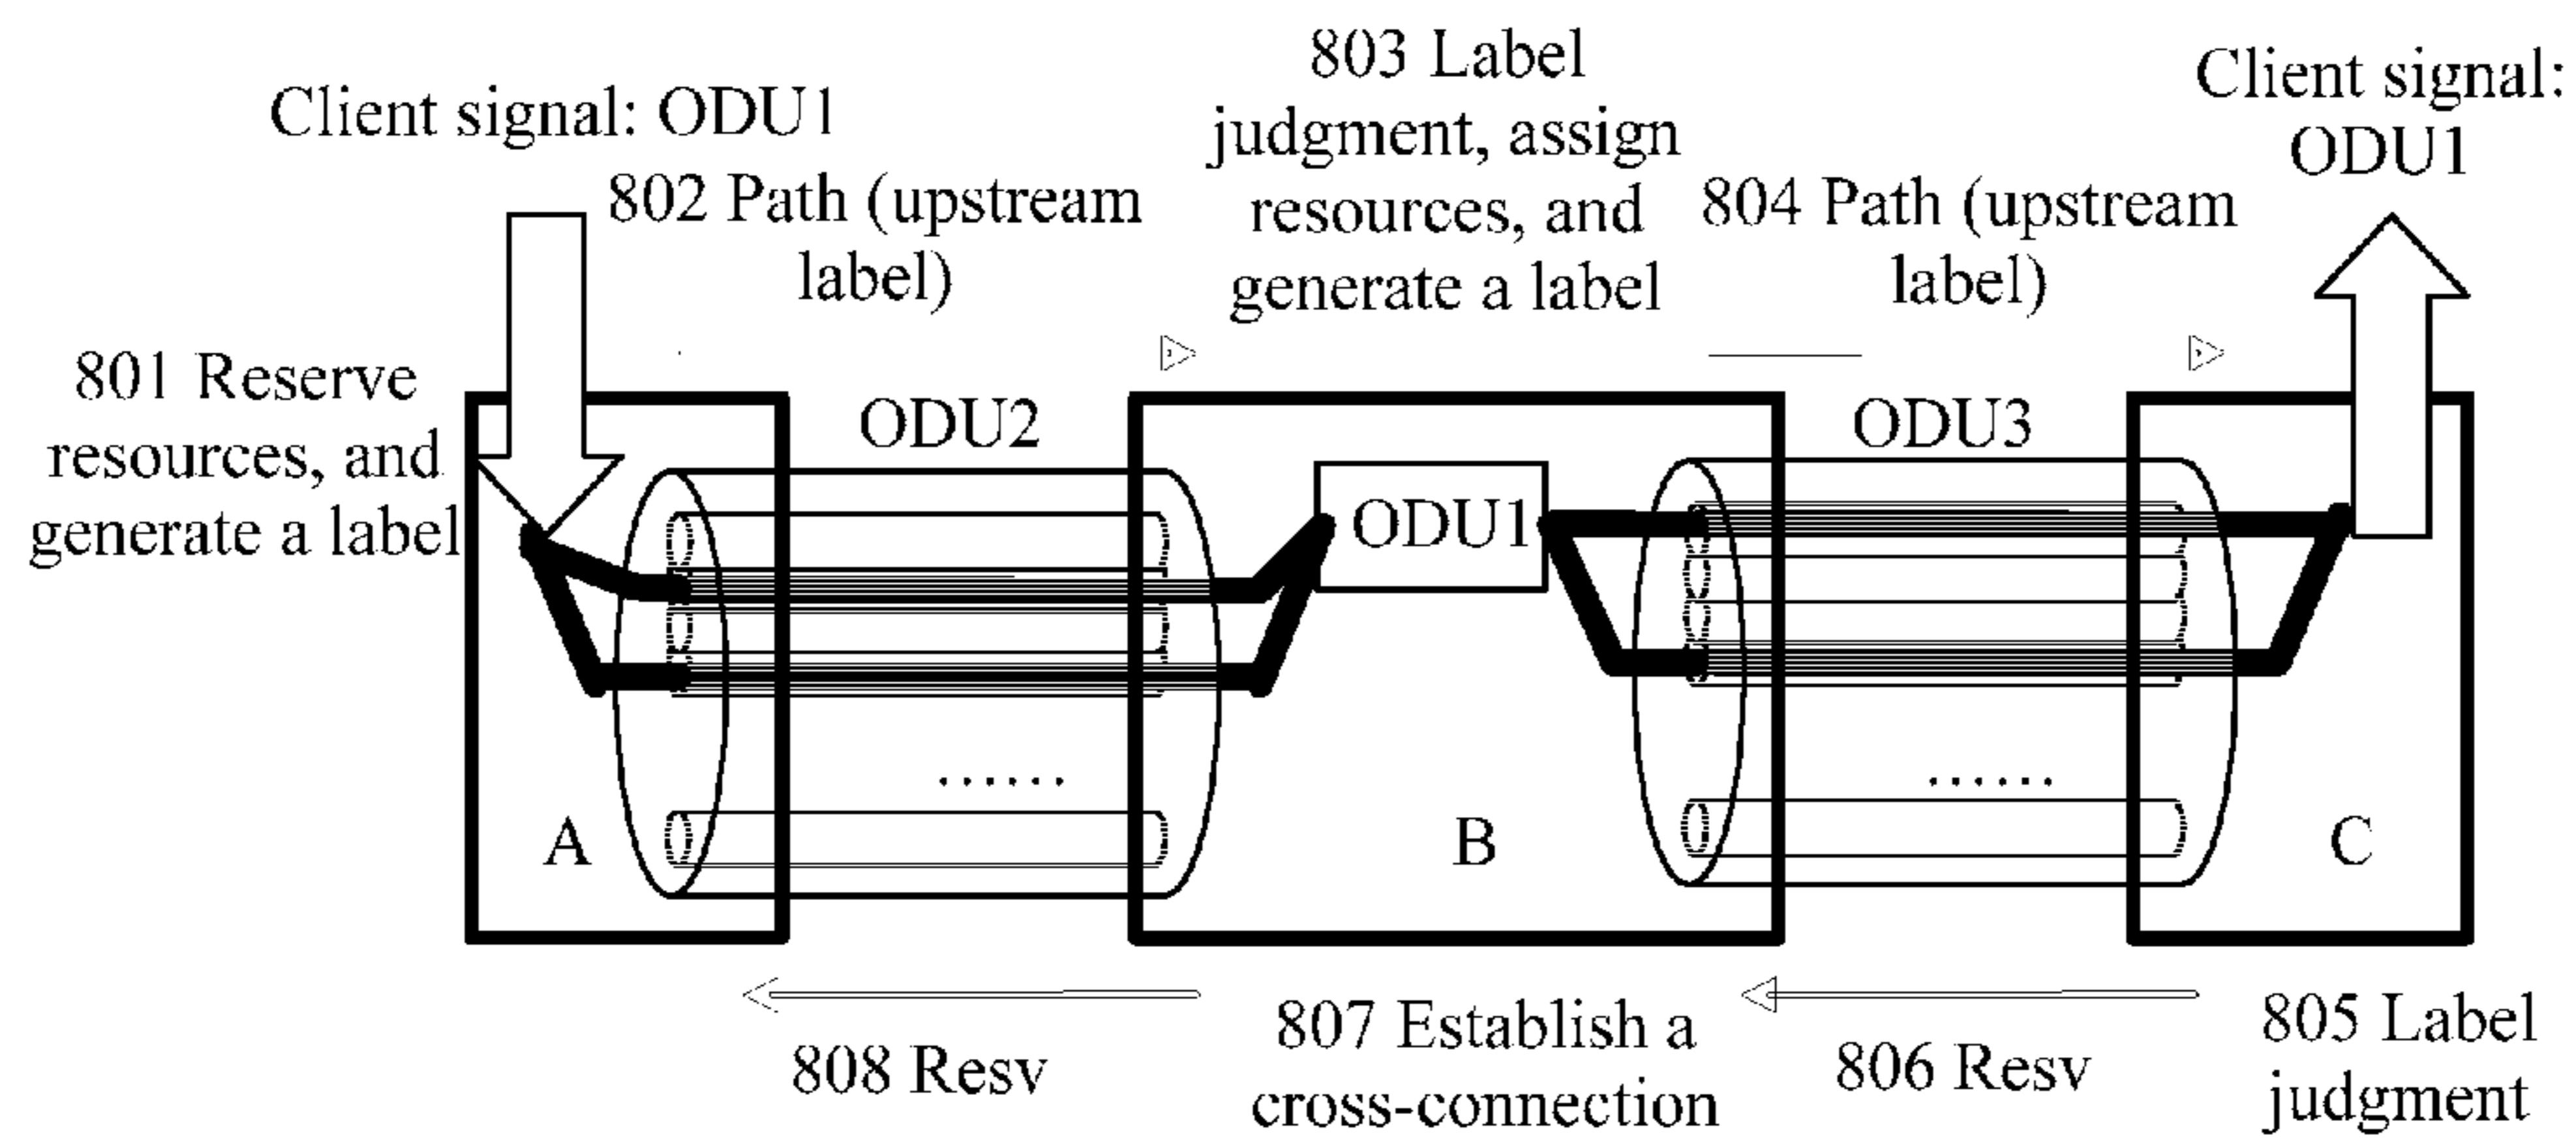 Client signal: ODU1
802 Path (upstream
label)
803 Label
judgment, assign
resources, and
generate a label
804 Path (upstream
label)
Client signal:
ODU1
801 Reserve
resources, and
generate a label
ODU2
ODU3
ODU1
......
......
A
B
C
808 Resv
807 Establish a
cross-connection
806 Resv
805 Label
judgment